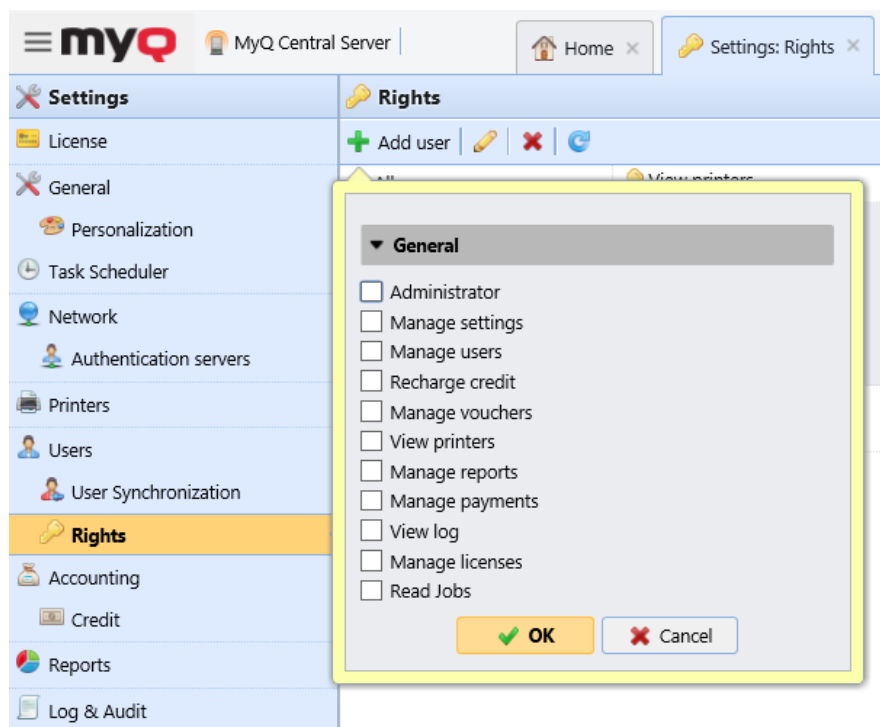 myQ MyQ Central Server Home Settings: Rights
Settings
License
General
Personalization
Task Scheduler
Network
Authentication servers
Printers
Users
User Synchronization
Rights
Accounting
Credit
Reports
Log & Audit
Rights
Add user
View printers
General
Administrator
Manage settings
Manage users
Recharge credit
Manage vouchers
View printers
Manage reports
Manage payments
View log
Manage licenses
Read Jobs
OK Cancel